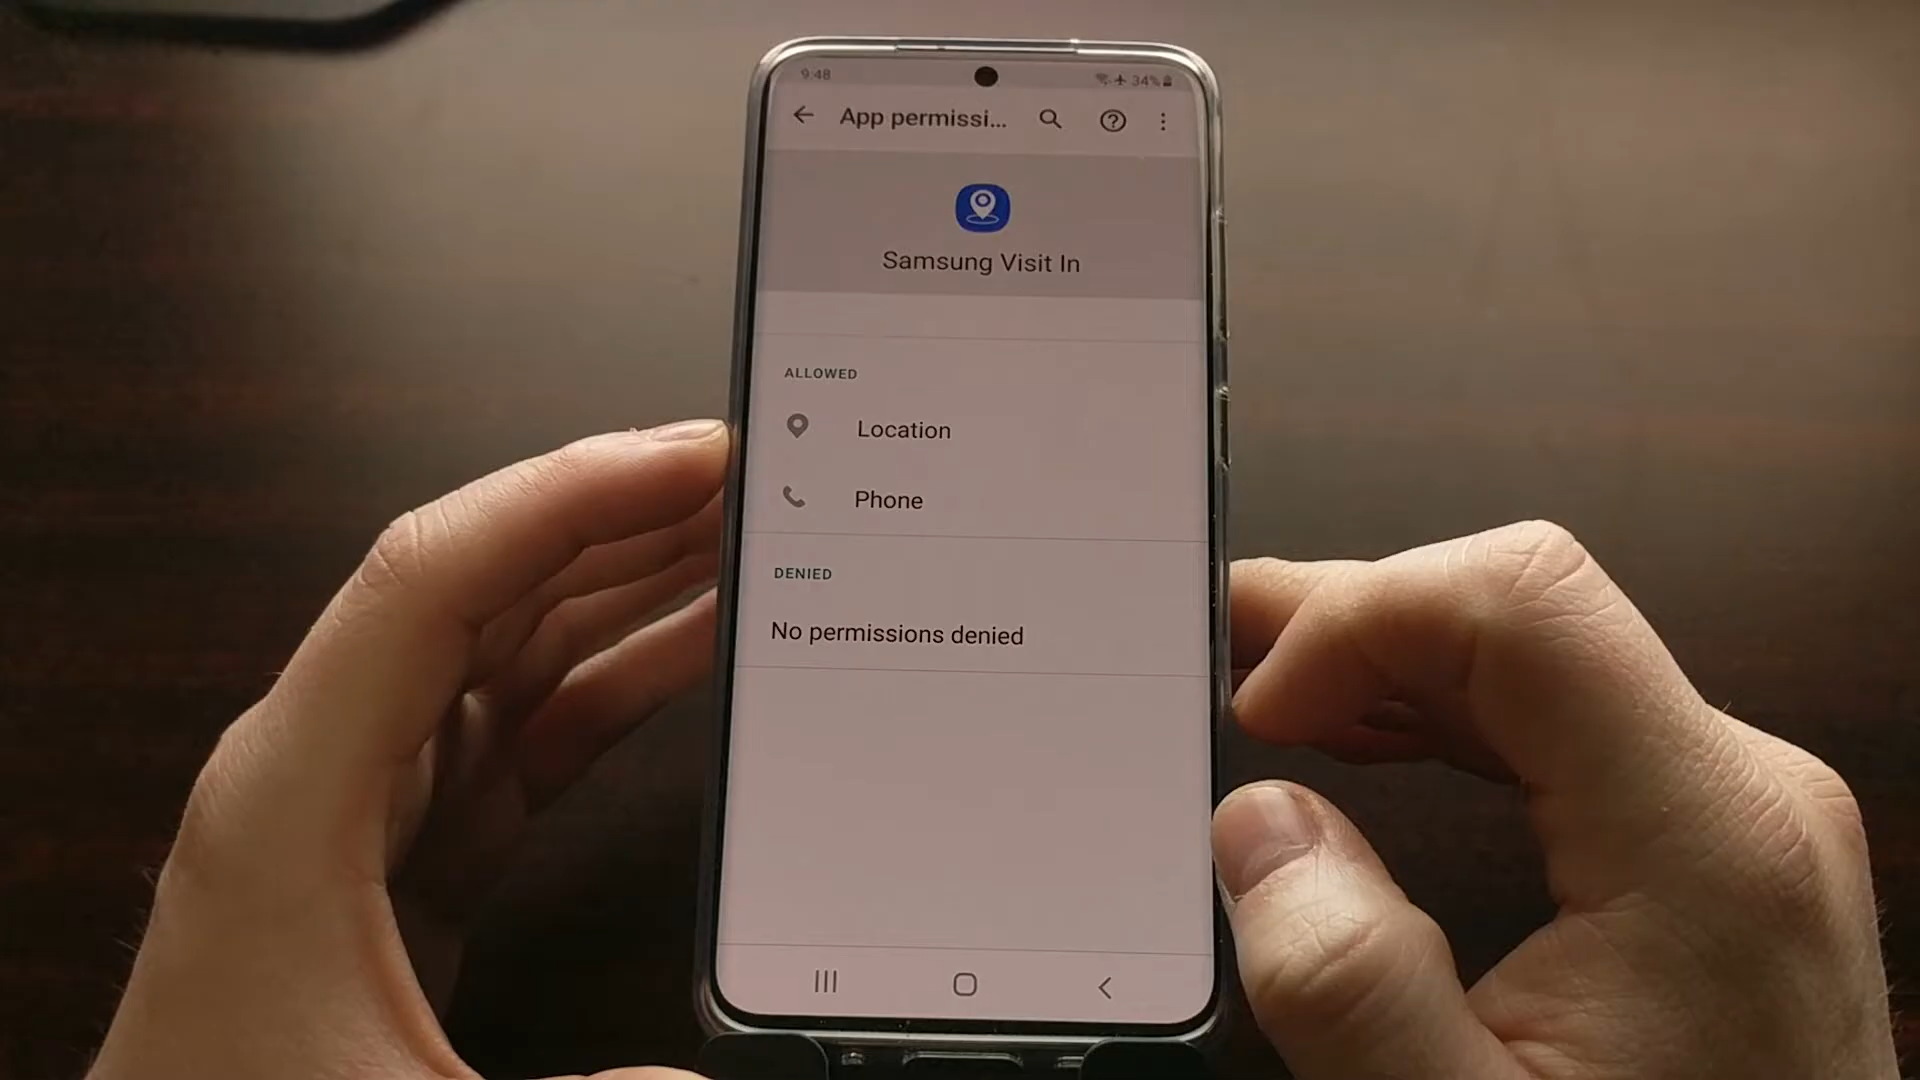 9:48
34%
App permissi...
Samsung Visit In
ALLOWED
Location
Phone
DENIED
No permissions denied